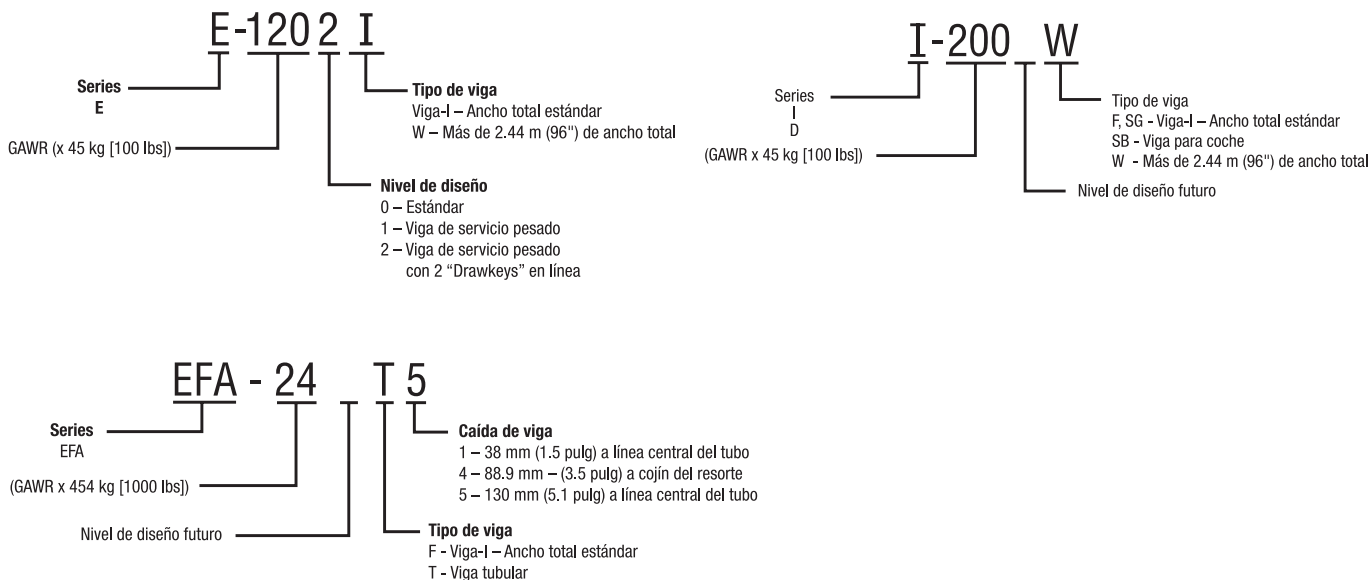 E-120 2 I
Series
E
GAWR (x 45 kg [100 lbs])
Tipo de viga
Viga-I – Ancho total estándar
W – Más de 2.44 m (96") de ancho total
Nivel de diseño
0 – Estándar
1 – Viga de servicio pesado
2 – Viga de servicio pesado
con 2 “Drawkeys” en línea
I-200 W
Series
I
D
(GAWR x 45 kg [100 lbs])
Tipo de viga
F, SG - Viga-I – Ancho total estándar
SB - Viga para coche
W - Más de 2.44 m (96") de ancho total
Nivel de diseño futuro
EFA - 24 T 5
Series
EFA
(GAWR x 454 kg [1000 lbs])
Nivel de diseño futuro
Caída de viga
1 – 38 mm (1.5 pulg) a línea central del tubo
4 – 88.9 mm – (3.5 pulg) a cojín del resorte
5 – 130 mm (5.1 pulg) a línea central del tubo
Tipo de viga
F - Viga-I – Ancho total estándar
T - Viga tubular